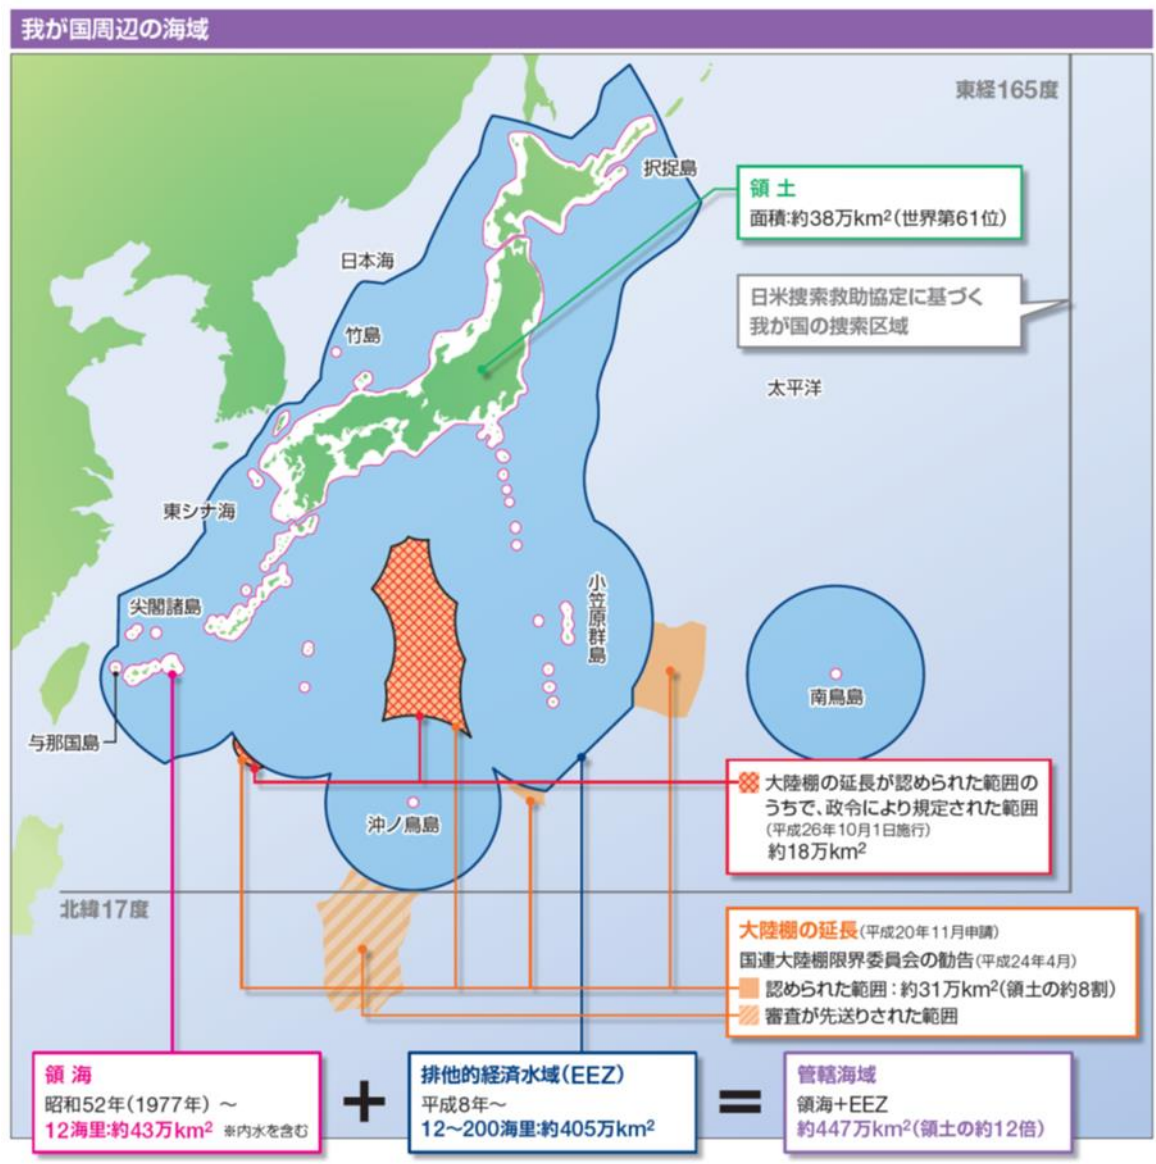 我が国周辺の海域
東経165度
択捉島
領土
面積:約38万km²(世界第61位)
日本海
日米捜索救助協定に基づく
我が国の捜索区域
竹島
太平洋
東シナ海
尖閣諸島
小笠原群島
南鳥島
与那国島
大陸棚の延長が認められた範囲の
うちで、政令により規定された範囲
(平成26年10月1日施行)
約18万km²
沖ノ鳥島
北緯17度
大陸棚の延長(平成20年11月申請)
国連大陸棚限界委員会の勧告(平成24年4月)
認められた範囲:約31万km²(領土の約8割)
審査が先送りされた範囲
領海
昭和52年(1977年) ～
12海里:約43万km² ※内水を含む
+
排他的経済水域(EEZ)
平成8年～
12～200海里:約405万km²
=
管轄海域
領海+EEZ
約447万km²(領土の約12倍)